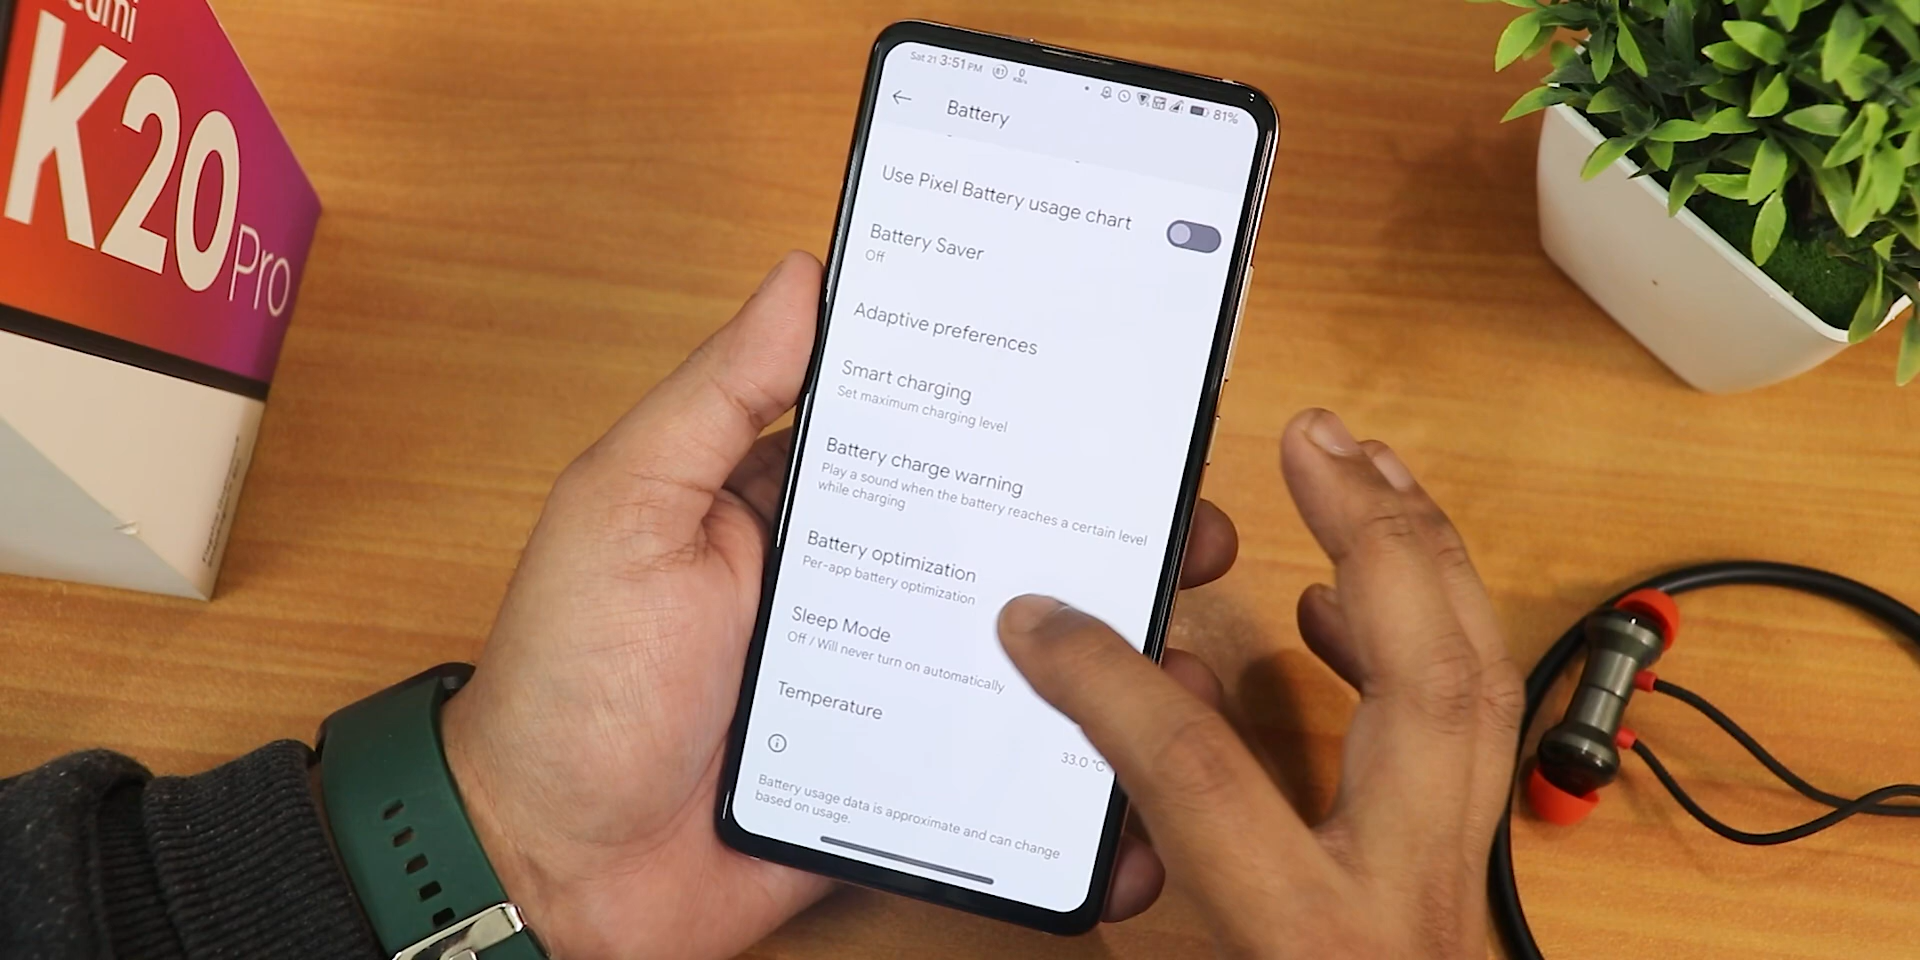 K20
Pro
Sat 21 3:51 PM 81 0 KB/s 81%
Battery
Use Pixel Battery usage chart
Battery Saver
Off
Adaptive preferences
Smart charging
Set maximum charging level
Battery charge warning
Play a sound when the battery reaches a certain level
while charging
Battery optimization
Per-app battery optimization
Sleep Mode
Off / Will never turn on automatically
Temperature
33.0 °C
Battery usage data is approximate and can change
based on usage.